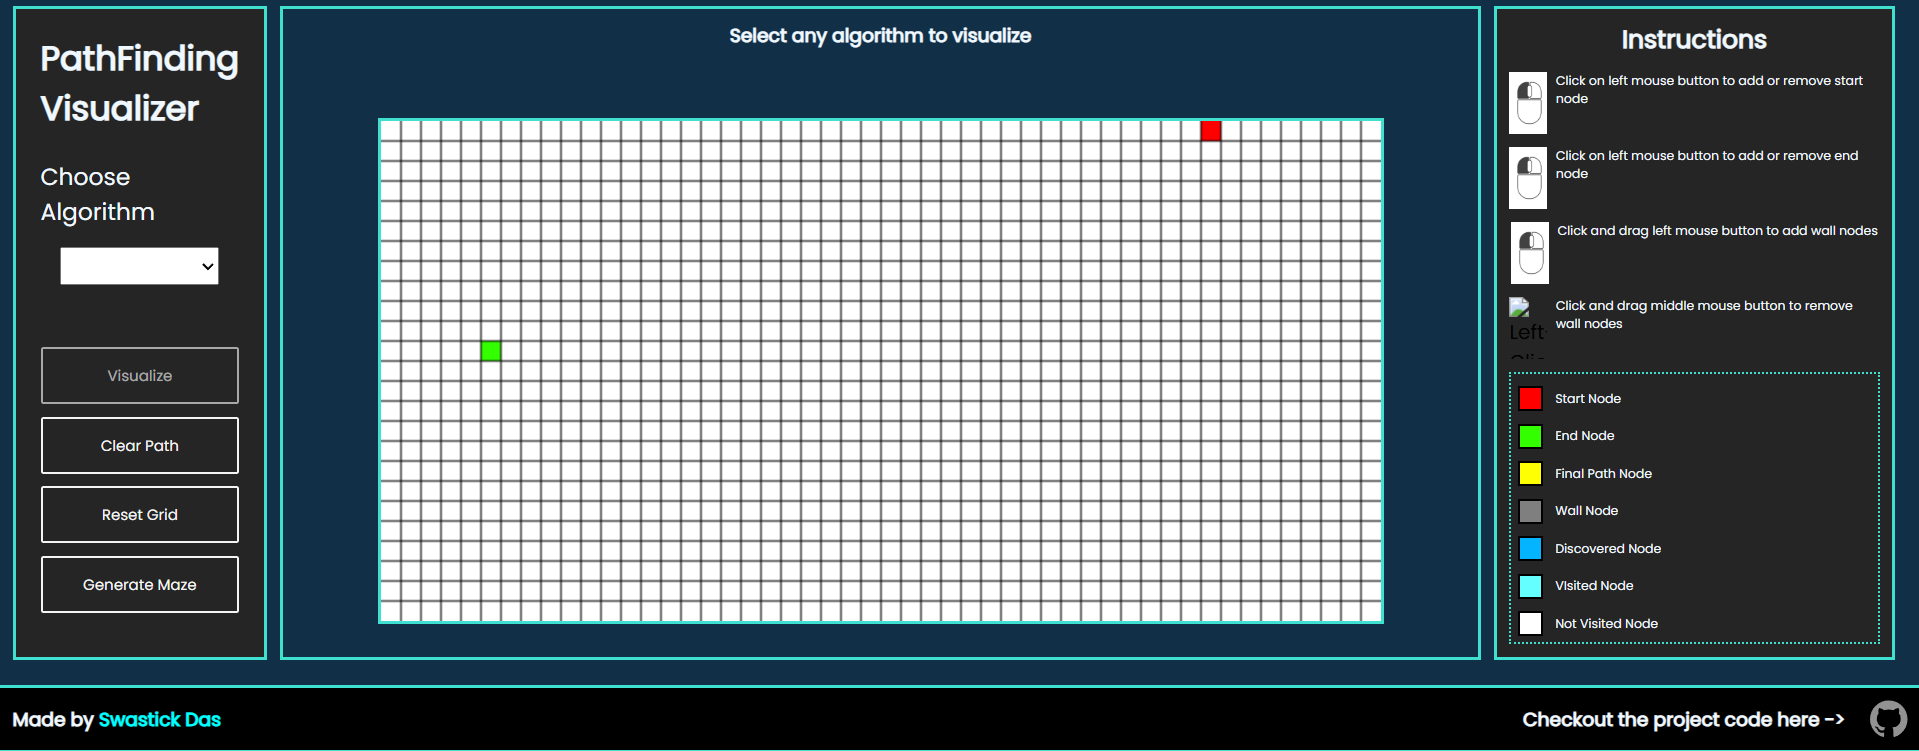 PathFinding
Visualizer
Choose
Algorithm
Visualize
Clear Path
Reset Grid
Generate Maze
Select any algorithm to visualize
Instructions
Click on left mouse button to add or remove start
node
Click on left mouse button to add or remove end
node
Click and drag left mouse button to add wall nodes
Left
Click and drag middle mouse button to remove
wall nodes
Start Node
End Node
Final Path Node
Wall Node
Discovered Node
VIsited Node
Not Visited Node
Made by Swastick Das
Checkout the project code here ->